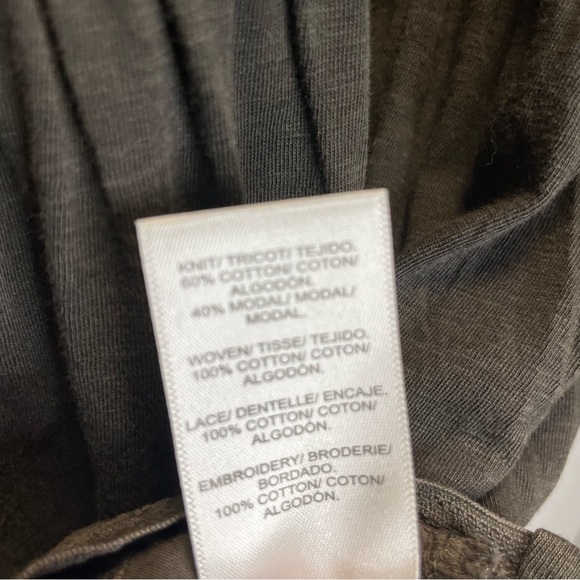 KNIT/ TRICOT/ TEJIDO.
60% COTTON/ COTON/
ALGODÓN.
40% MODAL/ MODAL/
MODAL.
WOVEN/ TISSE/ TEJIDO.
100% COTTON/ COTON/
ALGODÓN.
LACE/ DENTELLE/ ENCAJE.
100% COTTON/ COTON/
ALGODÓN.
EMBROIDERY/ BRODERIE/
BORDADO.
100% COTTON/ COTON/
ALGODÓN.